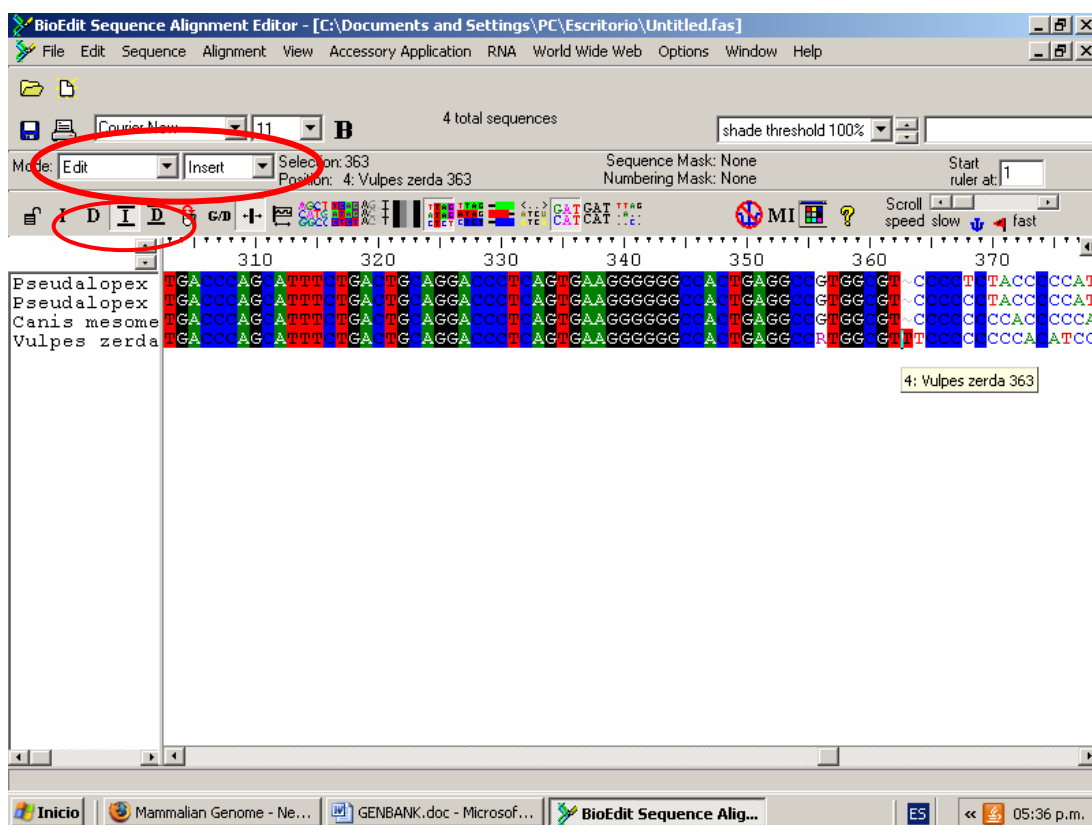 BioEdit Sequence Alignment Editor - [C:\Documents and Settings\PC\Escritorio\Untitled.fas]
File Edit Sequence Alignment View Accessory Application RNA World Wide Web Options Window Help
Courier New 11 B 4 total sequences shade threshold 100%
Mode: Edit Insert Selection: 363 Sequence Mask: None Start ruler at: 1
Position: 4: Vulpes zerda 363 Numbering Mask: None
I D I D G/D MI ? Scroll speed slow fast
310 320 330 340 350 360 370
Pseudalopex TGACCCAGCATTTCTGACTGCAGGACCCTCAGTGAAGGGGGGCCACTGAGGCCGTGGCGT~CCCCTCTACCCCCAT
Pseudalopex TGACCCAGCATTTCTGACTGCAGGACCCTCAGTGAAGGGGGGCCACTGAGGCCGTGGCGT~CCCCCCTACCCCCAT
Canis mesome TGACCCAGCATTTCTGACTGCAGGACCCTCAGTGAAGGGGGGCCACTGAGGCCGTGGCGT~CCCCCCCCACCCCCA
Vulpes zerda TGACCCAGCATTTCTGACTGCAGGACCCTCAGTGAAGGGGGGCCACTGAGGCCRTGGCGTTTCCCCCCCCACATCC
4: Vulpes zerda 363
Inicio Mammalian Genome - Ne... GENBANK.doc - Microsof... BioEdit Sequence Alig... ES « 05:36 p.m.